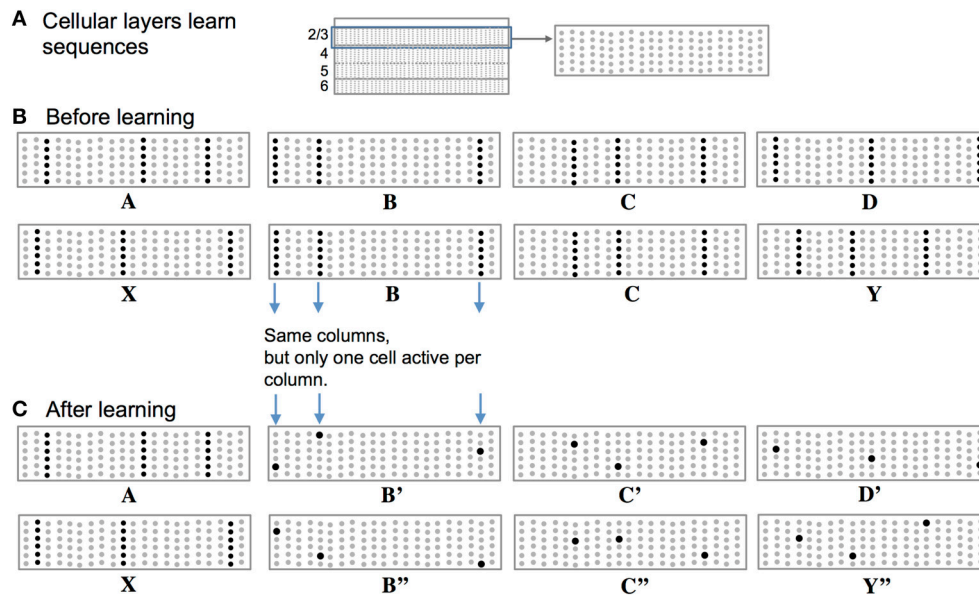 A Cellular layers learn
sequences
2/3
4
5
6
B Before learning
A B C D
X B C Y
Same columns,
but only one cell active per
column.
C After learning
A B’ C’ D’
X B’’ C’’ Y’’